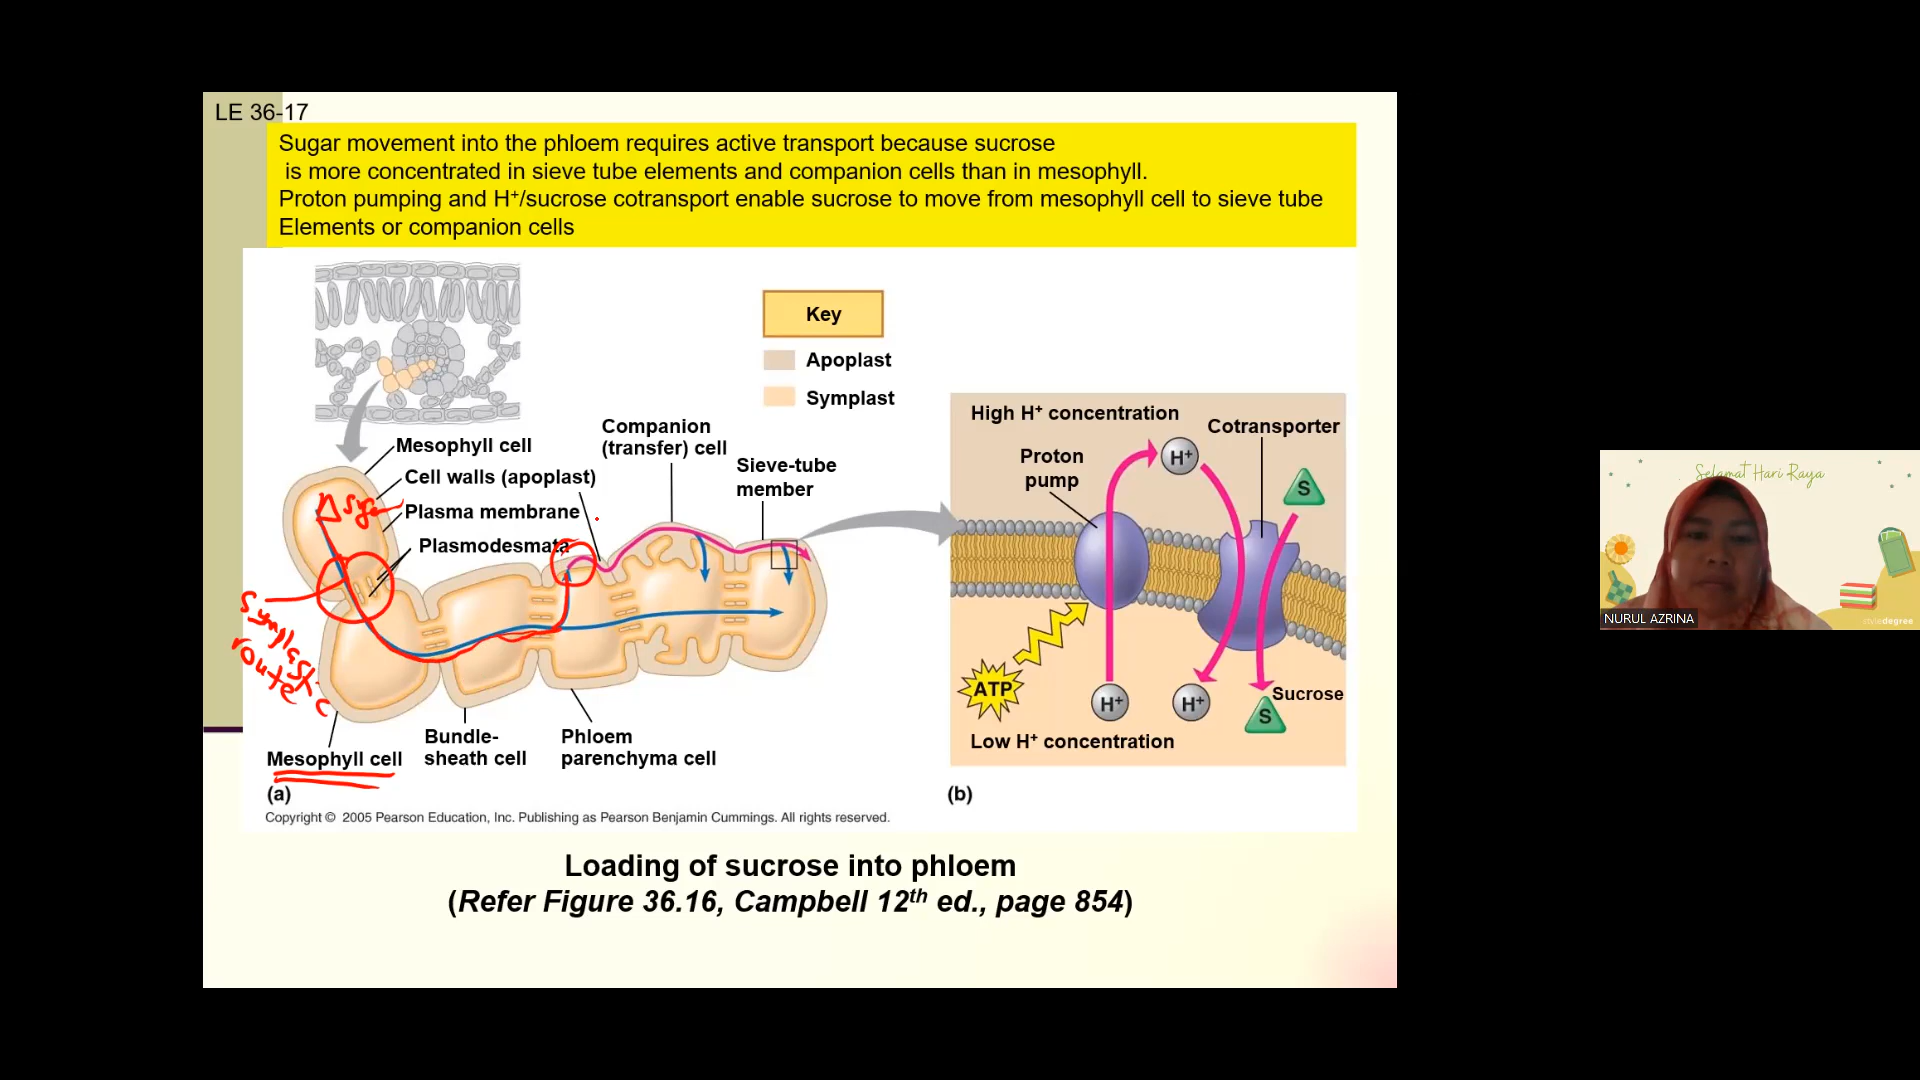 LE 36-17
Sugar movement into the phloem requires active transport because sucrose
is more concentrated in sieve tube elements and companion cells than in mesophyll.
Proton pumping and H⁺/sucrose cotransport enable sucrose to move from mesophyll cell to sieve tube
Elements or companion cells
Key
Apoplast
Symplast
Companion
(transfer) cell
Mesophyll cell
Cell walls (apoplast)
Sieve-tube
member
Plasma membrane
Plasmodesmata
Symplastic
route
Mesophyll cell
Bundle-
sheath cell
Phloem
parenchyma cell
(a)
High H⁺ concentration
Cotransporter
Proton
pump
H⁺
S
ATP
H⁺
H⁺
Sucrose
S
Low H⁺ concentration
(b)
Copyright © 2005 Pearson Education, Inc. Publishing as Pearson Benjamin Cummings. All rights reserved.
Loading of sucrose into phloem
(Refer Figure 36.16, Campbell 12th ed., page 854)
Selamat Hari Raya
NURUL AZRINA
styledegree